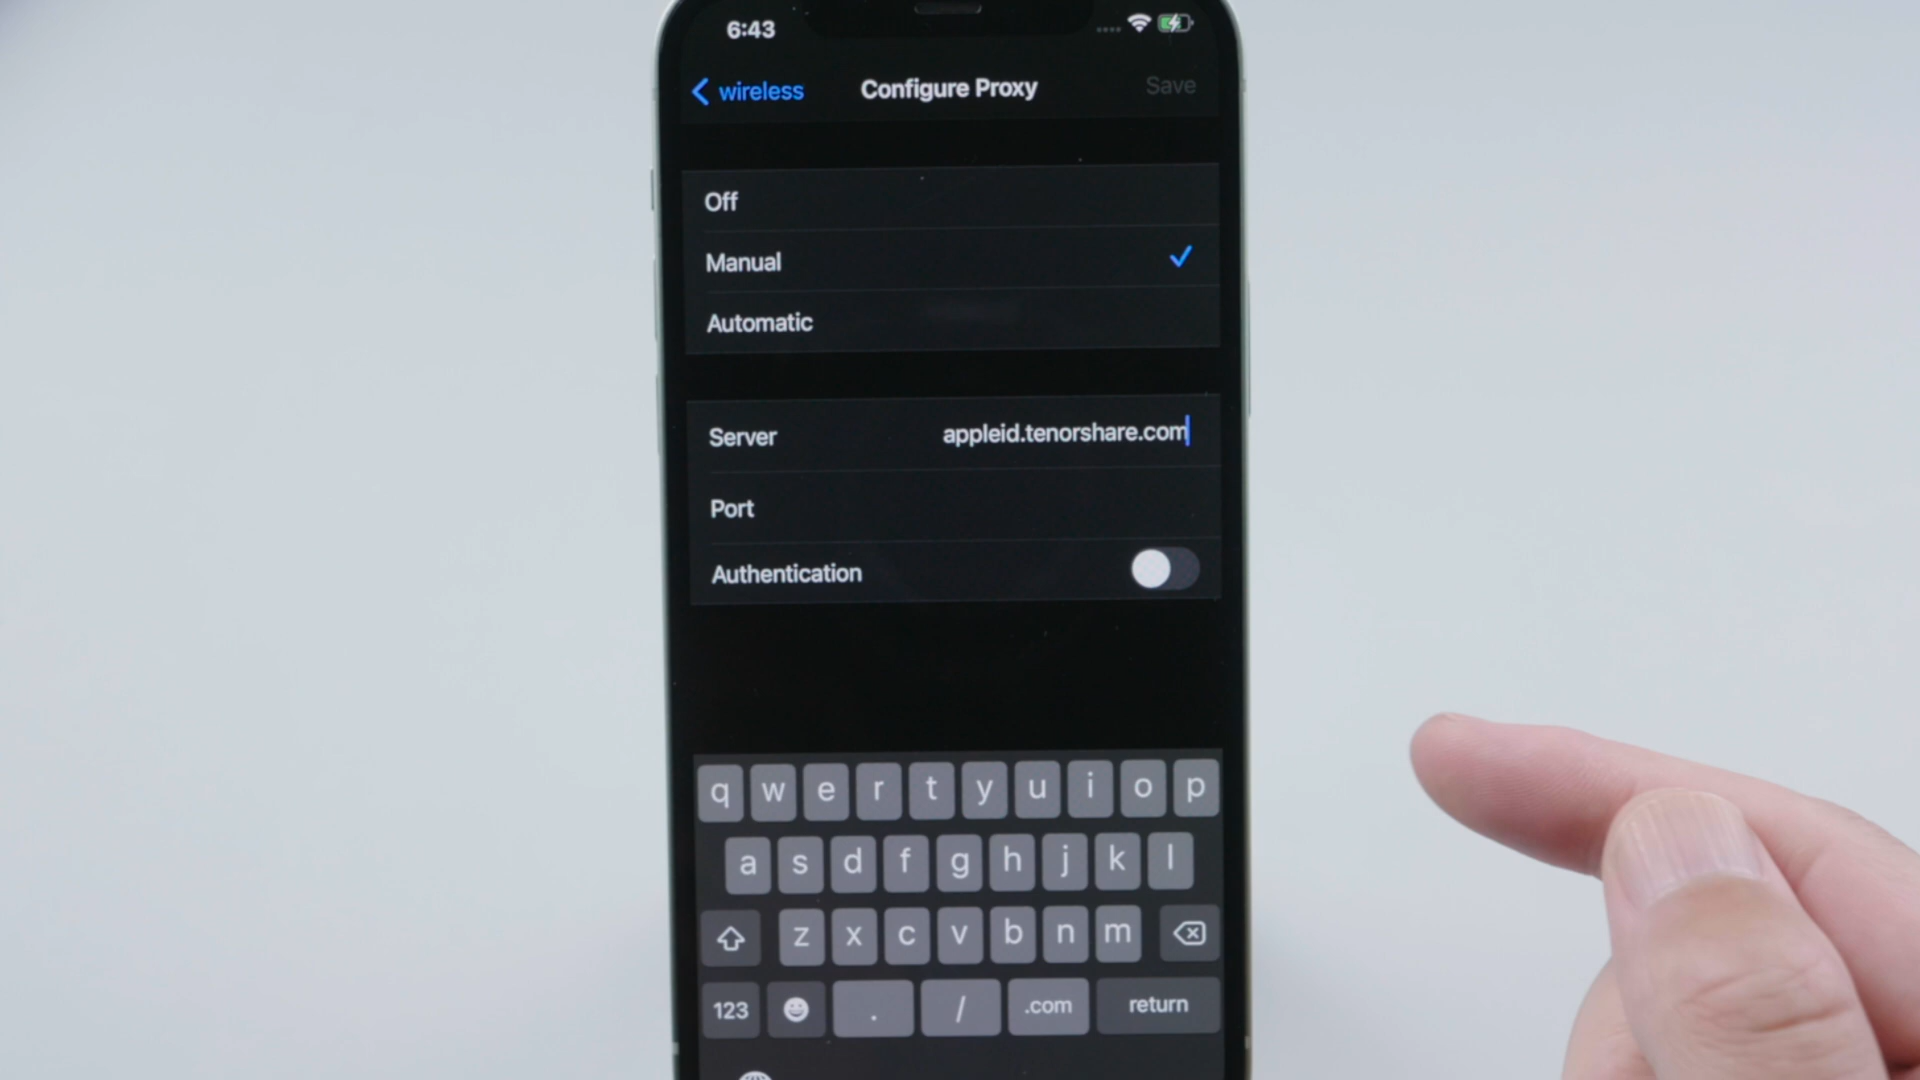 6:43
wireless
Configure Proxy
Save
Off
Manual
Automatic
Server
appleid.tenorshare.com
Port
Authentication
q w e r t y u i o p
a s d f g h j k l
z x c v b n m
123 . / .com return